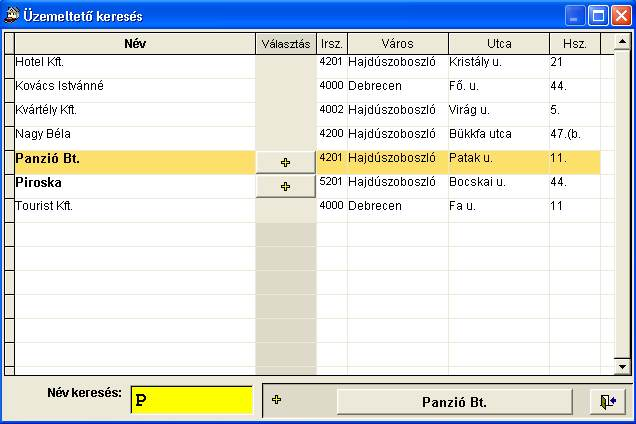 Üzemeltető keresés
Név Választás Irsz. Város Utca Hsz.
Hotel Kft. 4201 Hajdúszoboszló Kristály u. 21
Kovács Istvánné 4000 Debrecen Fő. u. 44.
Kvártély Kft. 4002 Hajdúszoboszló Virág u. 5.
Nagy Béla 4200 Hajdúszoboszló Bükkfa utca 47.(b.
Panzió Bt. 4201 Hajdúszoboszló Patak u. 11.
Piroska 5201 Hajdúszoboszló Bocskai u. 44.
Tourist Kft. 4000 Debrecen Fa u. 11
Név keresés: P Panzió Bt.